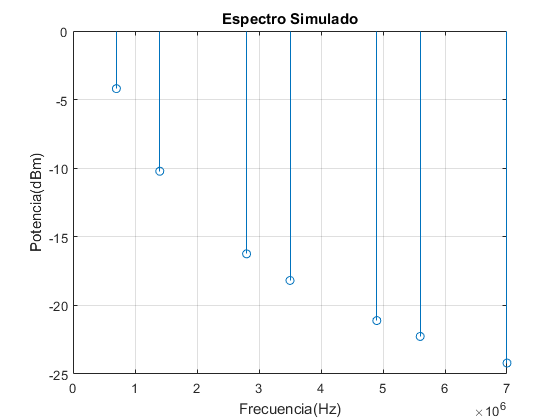 Espectro Simulado
0
-5
-10
-15
-20
-25
Potencia(dBm)
0 1 2 3 4 5 6 7
×10^6
Frecuencia(Hz)